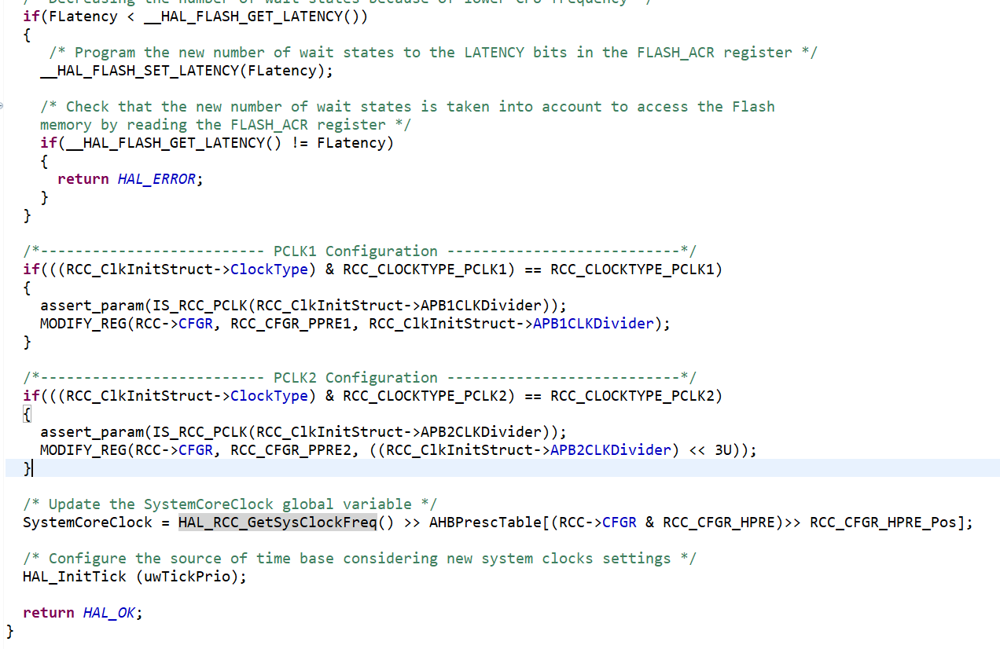 /* Decreasing the number of wait states because of lower CPU frequency */
if(FLatency < __HAL_FLASH_GET_LATENCY())
{
/* Program the new number of wait states to the LATENCY bits in the FLASH_ACR register */
__HAL_FLASH_SET_LATENCY(FLatency);
/* Check that the new number of wait states is taken into account to access the Flash
memory by reading the FLASH_ACR register */
if(__HAL_FLASH_GET_LATENCY() != FLatency)
{
return HAL_ERROR;
}
}
/*-------------------------- PCLK1 Configuration ---------------------------*/
if(((RCC_ClkInitStruct->ClockType) & RCC_CLOCKTYPE_PCLK1) == RCC_CLOCKTYPE_PCLK1)
{
assert_param(IS_RCC_PCLK(RCC_ClkInitStruct->APB1CLKDivider));
MODIFY_REG(RCC->CFGR, RCC_CFGR_PPRE1, RCC_ClkInitStruct->APB1CLKDivider);
}
/*-------------------------- PCLK2 Configuration ---------------------------*/
if(((RCC_ClkInitStruct->ClockType) & RCC_CLOCKTYPE_PCLK2) == RCC_CLOCKTYPE_PCLK2)
{
assert_param(IS_RCC_PCLK(RCC_ClkInitStruct->APB2CLKDivider));
MODIFY_REG(RCC->CFGR, RCC_CFGR_PPRE2, ((RCC_ClkInitStruct->APB2CLKDivider) << 3U));
}
/* Update the SystemCoreClock global variable */
SystemCoreClock = HAL_RCC_GetSysClockFreq() >> AHBPrescTable[(RCC->CFGR & RCC_CFGR_HPRE)>> RCC_CFGR_HPRE_Pos];
/* Configure the source of time base considering new system clocks settings */
HAL_InitTick (uwTickPrio);
return HAL_OK;
}